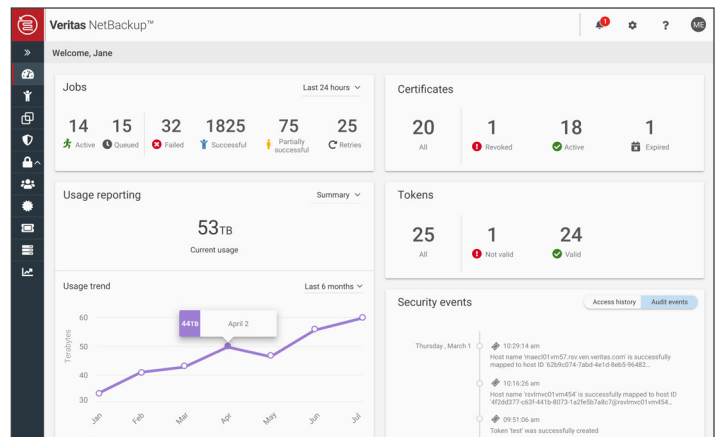 Veritas NetBackup™
1
ME
Welcome, Jane
Jobs
Last 24 hours
14
15
32
1825
75
25
Active
Queued
Failed
Successful
Partially
successful
Retries
Certificates
20
1
18
1
All
Revoked
Active
Expired
Usage reporting
Summary
53TB
Current usage
Tokens
25
1
24
All
Not valid
Valid
Usage trend
Last 6 months
60
50
40
30
Terabytes
44TB
April 2
Jan
Feb
Mar
Apr
May
Jun
Jul
Security events
Access history
Audit events
Thursday, March 1
10:29:14 am
Host name 'maecl01vm57.rsv.ven.veritas.com' is successfully
mapped to host ID '62b9c074-7abd-4e1d-8eb5-96482...
10:16:26 am
Host name 'rsvlmvc01vm454' is successfully mapped to host ID
'4f2dd377-c63f-441b-8073-1a2fe5b7a8c7@rsvlmvc01vm454...
09:51:06 am
Token 'test' was successfully created